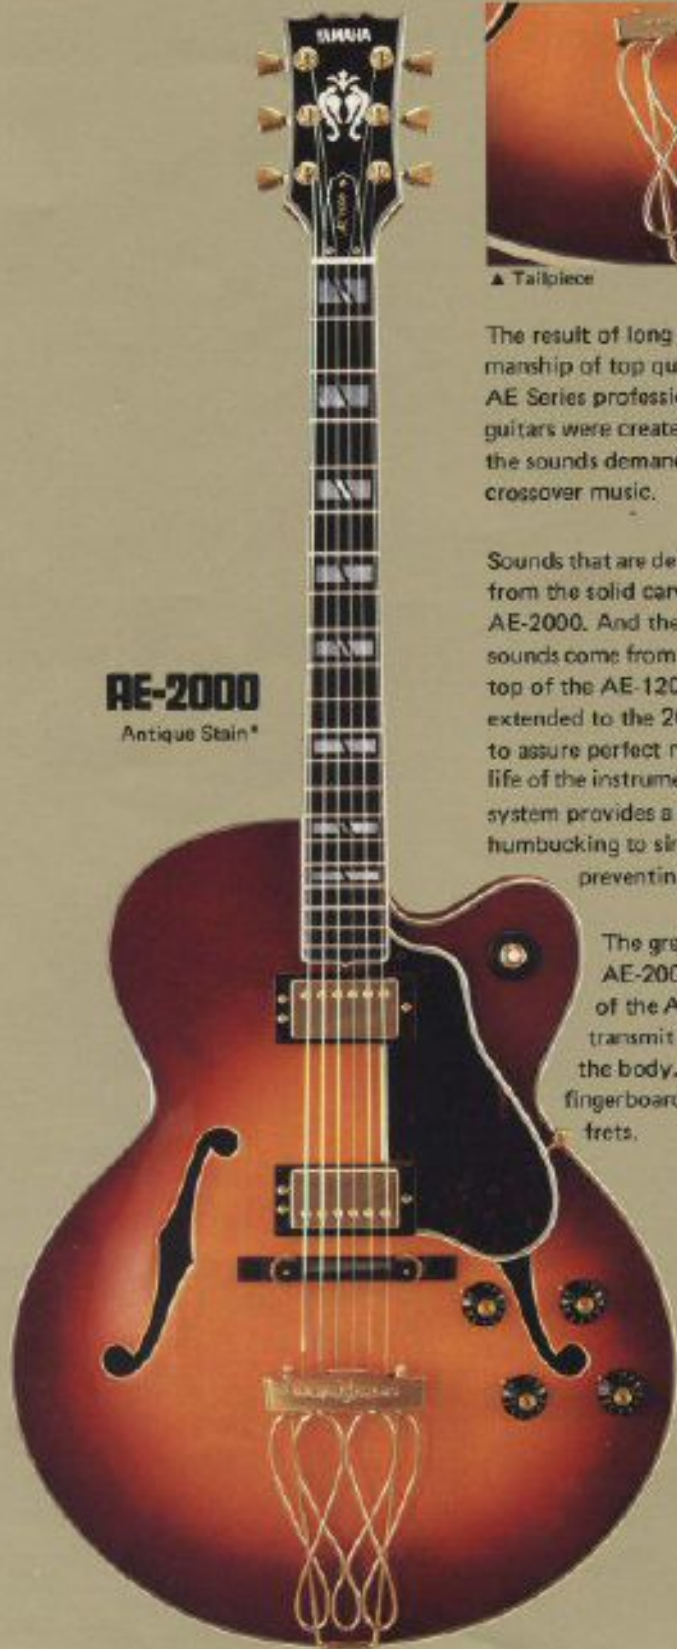 YAMAHA
▲ Tailpiece
The result of long
manship of top qu
AE Series professi
guitars were create
the sounds demand
crossover music.
Sounds that are de
from the solid carv
AE-2000. And the
sounds come from
top of the AE-120
extended to the 20
to assure perfect n
life of the instrume
system provides a
humbucking to sin
preventin
The gre
AE-200
of the A
transmit
the body.
fingerboard
frets.
AE-2000
Antique Stain*